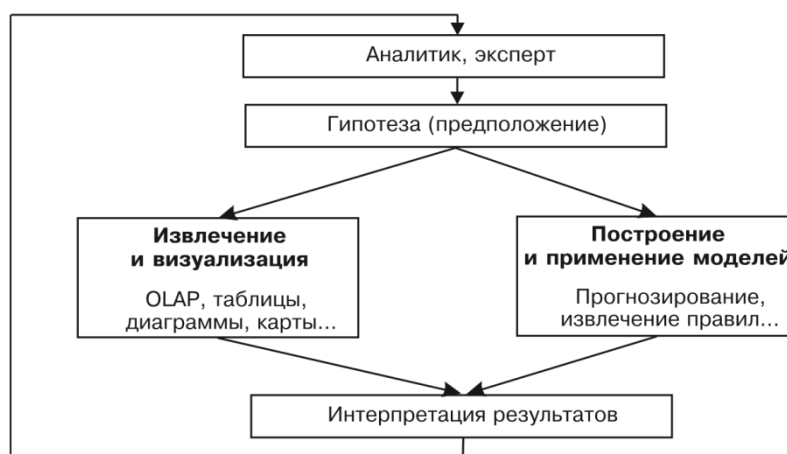 Аналитик, эксперт
Гипотеза (предположение)
Извлечение
и визуализация
OLAP, таблицы,
диаграммы, карты...
Построение
и применение моделей
Прогнозирование,
извлечение правил...
Интерпретация результатов